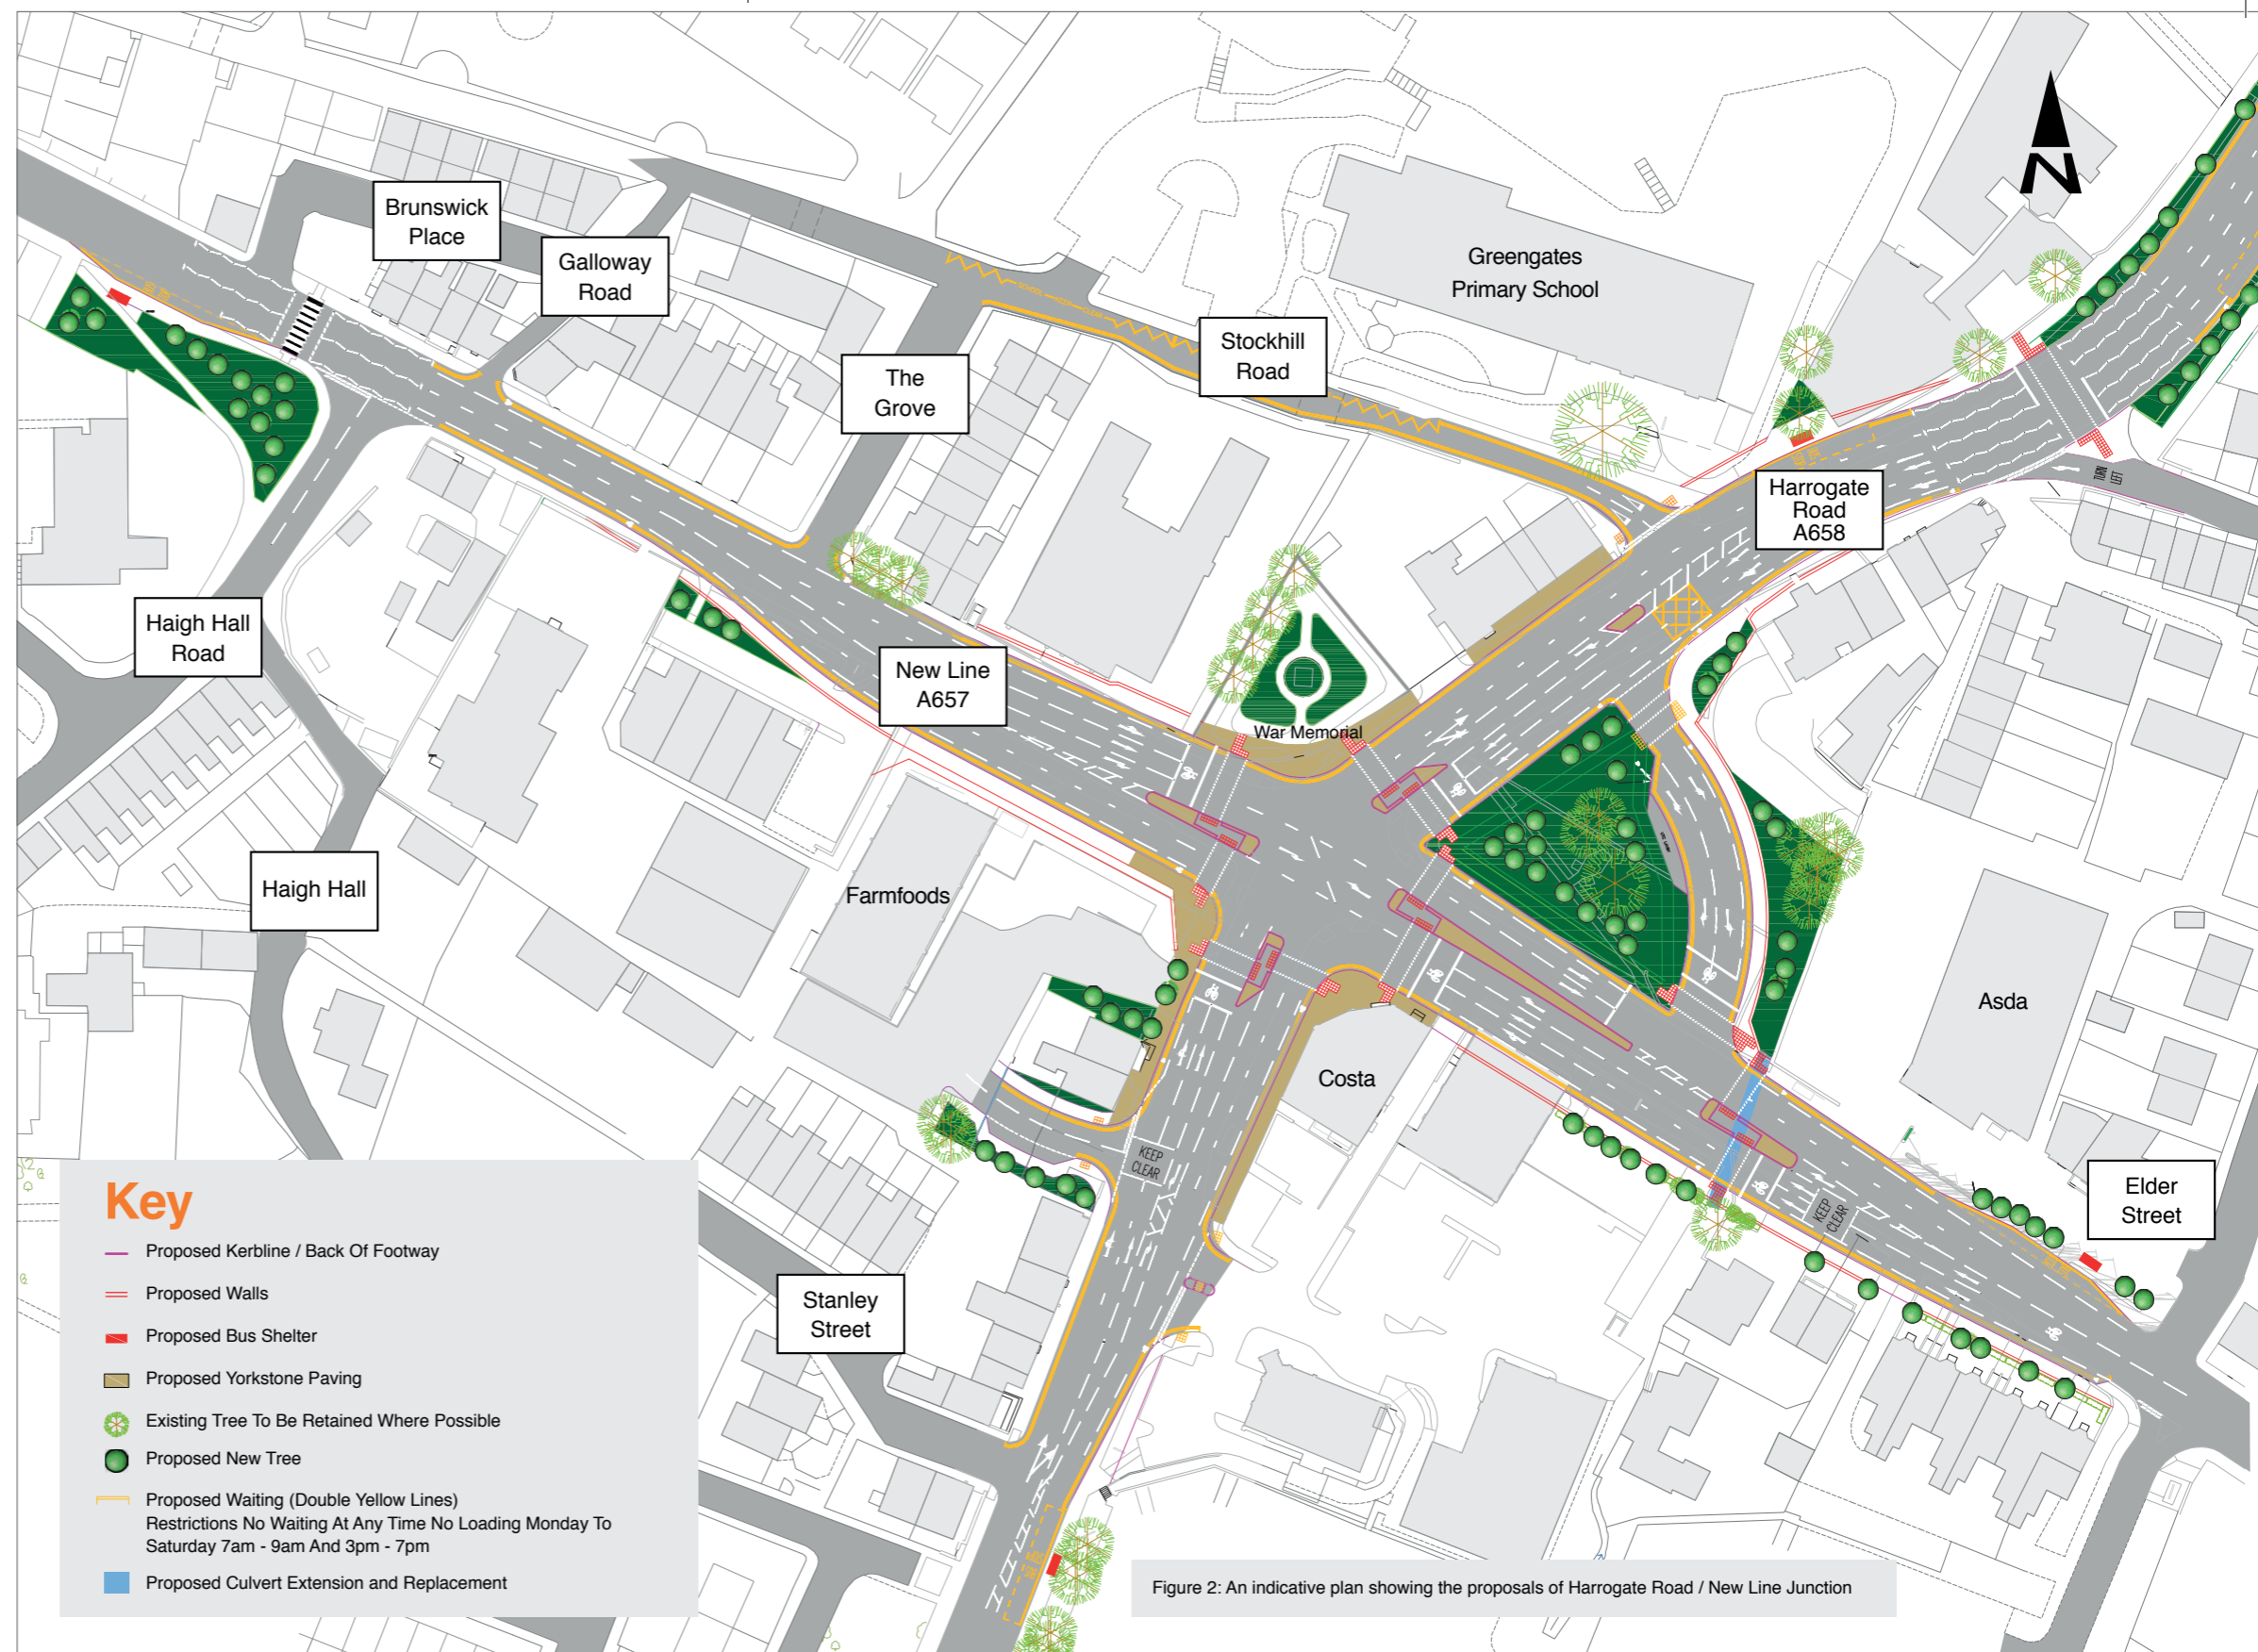 Brunswick
Place
Galloway
Road
The
Grove
Stockhill
Road
Greengates
Primary School
N
Harrogate
Road
A658
TURN
LEFT
Haigh Hall
Road
New Line
A657
War Memorial
Haigh Hall
Farmfoods
Asda
Costa
KEEP
CLEAR
KEEP
CLEAR
Elder
Street
Stanley
Street
Key
Proposed Kerbline / Back Of Footway
Proposed Walls
Proposed Bus Shelter
Proposed Yorkstone Paving
Existing Tree To Be Retained Where Possible
Proposed New Tree
Proposed Waiting (Double Yellow Lines)
Restrictions No Waiting At Any Time No Loading Monday To
Saturday 7am - 9am And 3pm - 7pm
Proposed Culvert Extension and Replacement
Figure 2: An indicative plan showing the proposals of Harrogate Road / New Line Junction